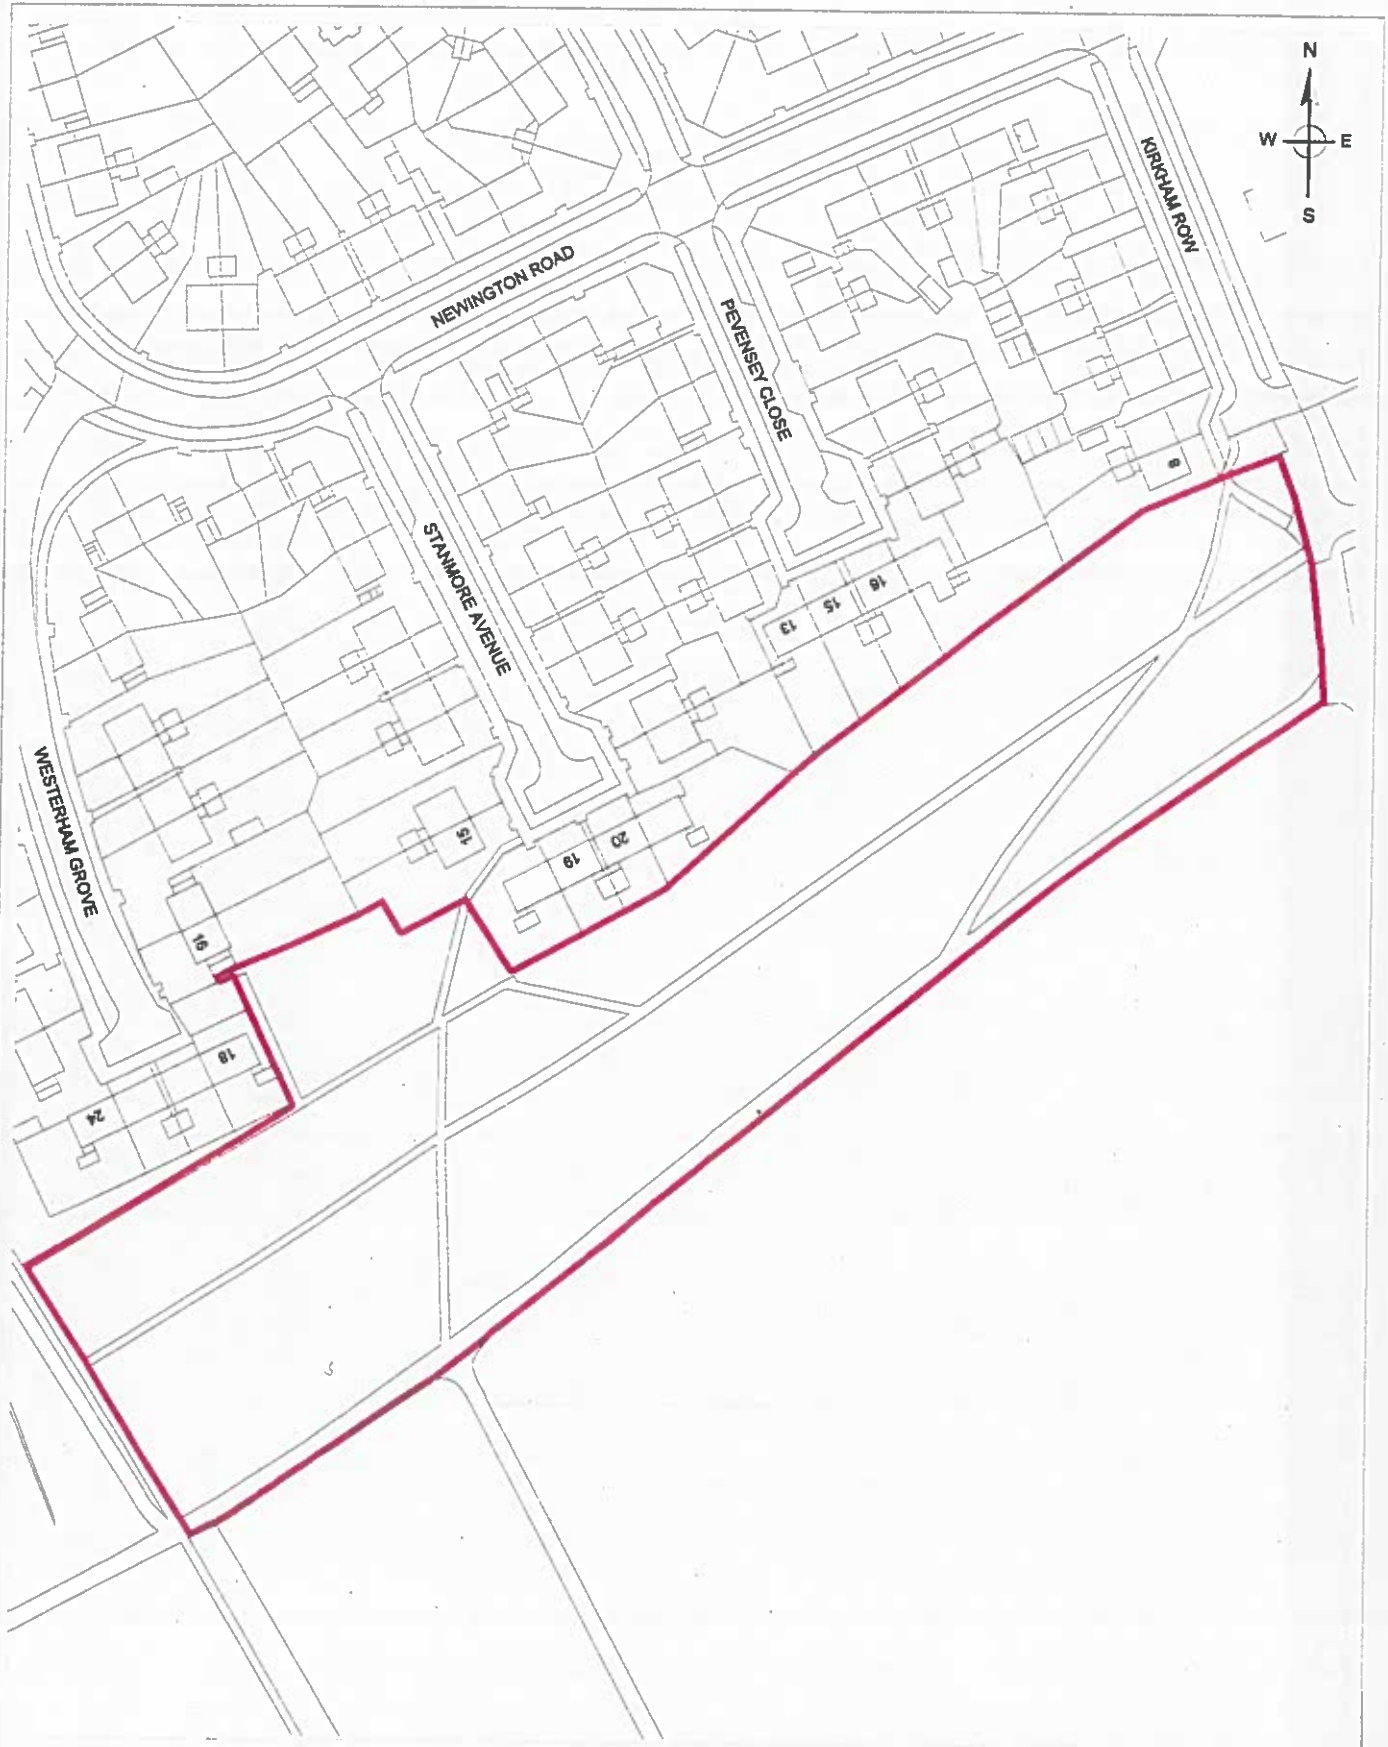 N
W E
S
KIRKHAM ROW
NEWINGTON ROAD
PEVENSEY CLOSE
8
STANMORE AVENUE
16
15
13
WESTERHAM GROVE
15
20
19
16
18
24